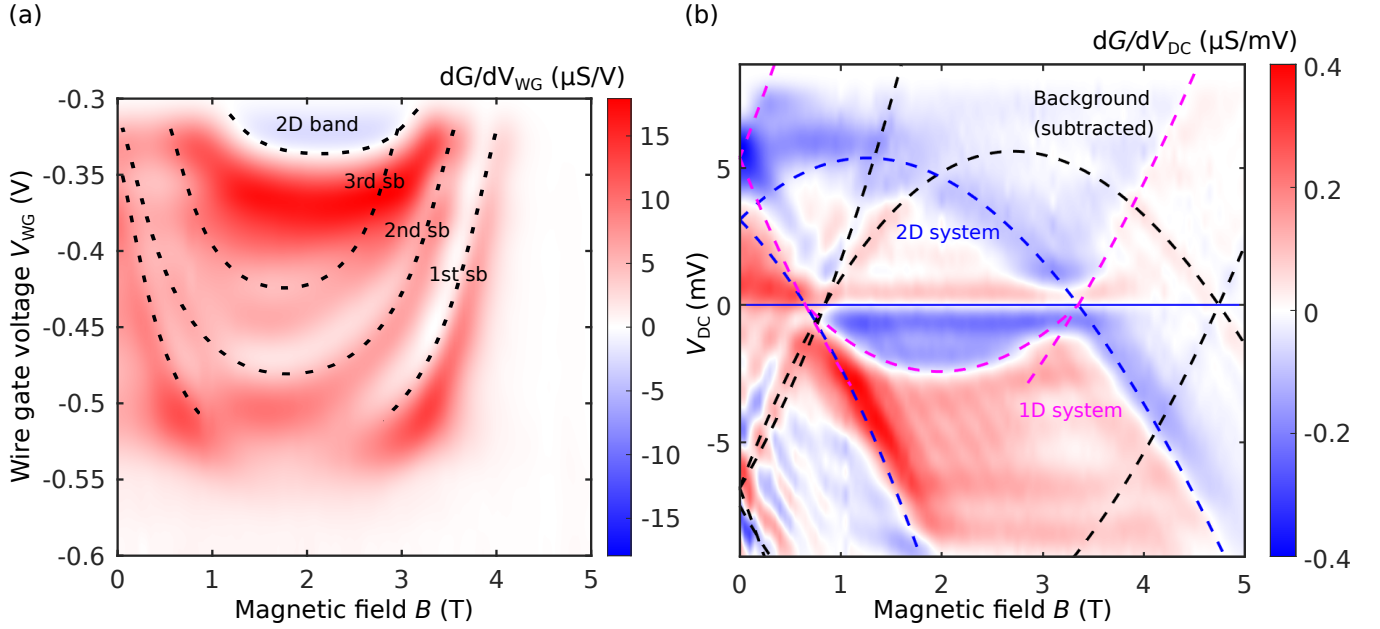 (a)
dG/dV_WG (µS/V)
Wire gate voltage V_WG (V)
-0.3
-0.35
-0.4
-0.45
-0.5
-0.55
-0.6
2D band
3rd sb
2nd sb
1st sb
0 1 2 3 4 5
Magnetic field B (T)
15
10
5
0
-5
-10
-15
(b)
dG/dV_DC (µS/mV)
V_DC (mV)
5
0
-5
Background
(subtracted)
2D system
1D system
0 1 2 3 4 5
Magnetic field B (T)
0.4
0.2
0
-0.2
-0.4